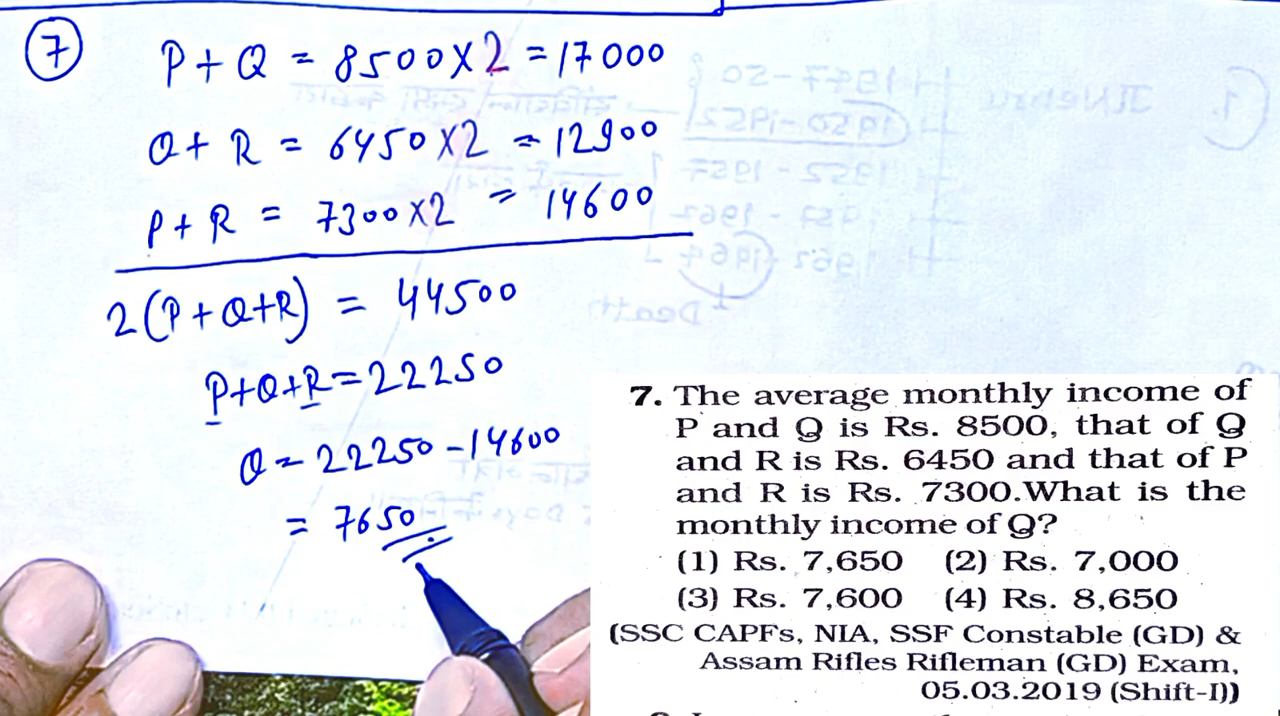 7
P + Q = 8500 X 2 = 17000
Q + R = 6450 X 2 = 12900
P + R = 7300 X 2 = 14600
2 (P + Q + R) = 44500
P + Q + R = 22250
Q = 22250 - 14600
= 7650
7. The average monthly income of
P and Q is Rs. 8500, that of Q
and R is Rs. 6450 and that of P
and R is Rs. 7300.What is the
monthly income of Q?
(1) Rs. 7,650 (2) Rs. 7,000
(3) Rs. 7,600 (4) Rs. 8,650
(SSC CAPFs, NIA, SSF Constable (GD) &
Assam Rifles Rifleman (GD) Exam,
05.03.2019 (Shift-I))